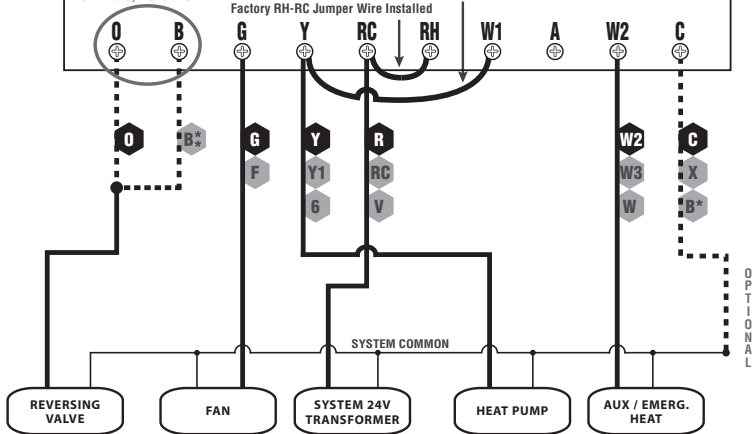 Factory RH-RC Jumper Wire Installed
O B G Y RC RH W1 A W2 C
O B** G Y R W2 C
F Y1 RC W3 X
6 V W B*
OPTIONAL
SYSTEM COMMON
REVERSING VALVE
FAN
SYSTEM 24V TRANSFORMER
HEAT PUMP
AUX / EMERG. HEAT